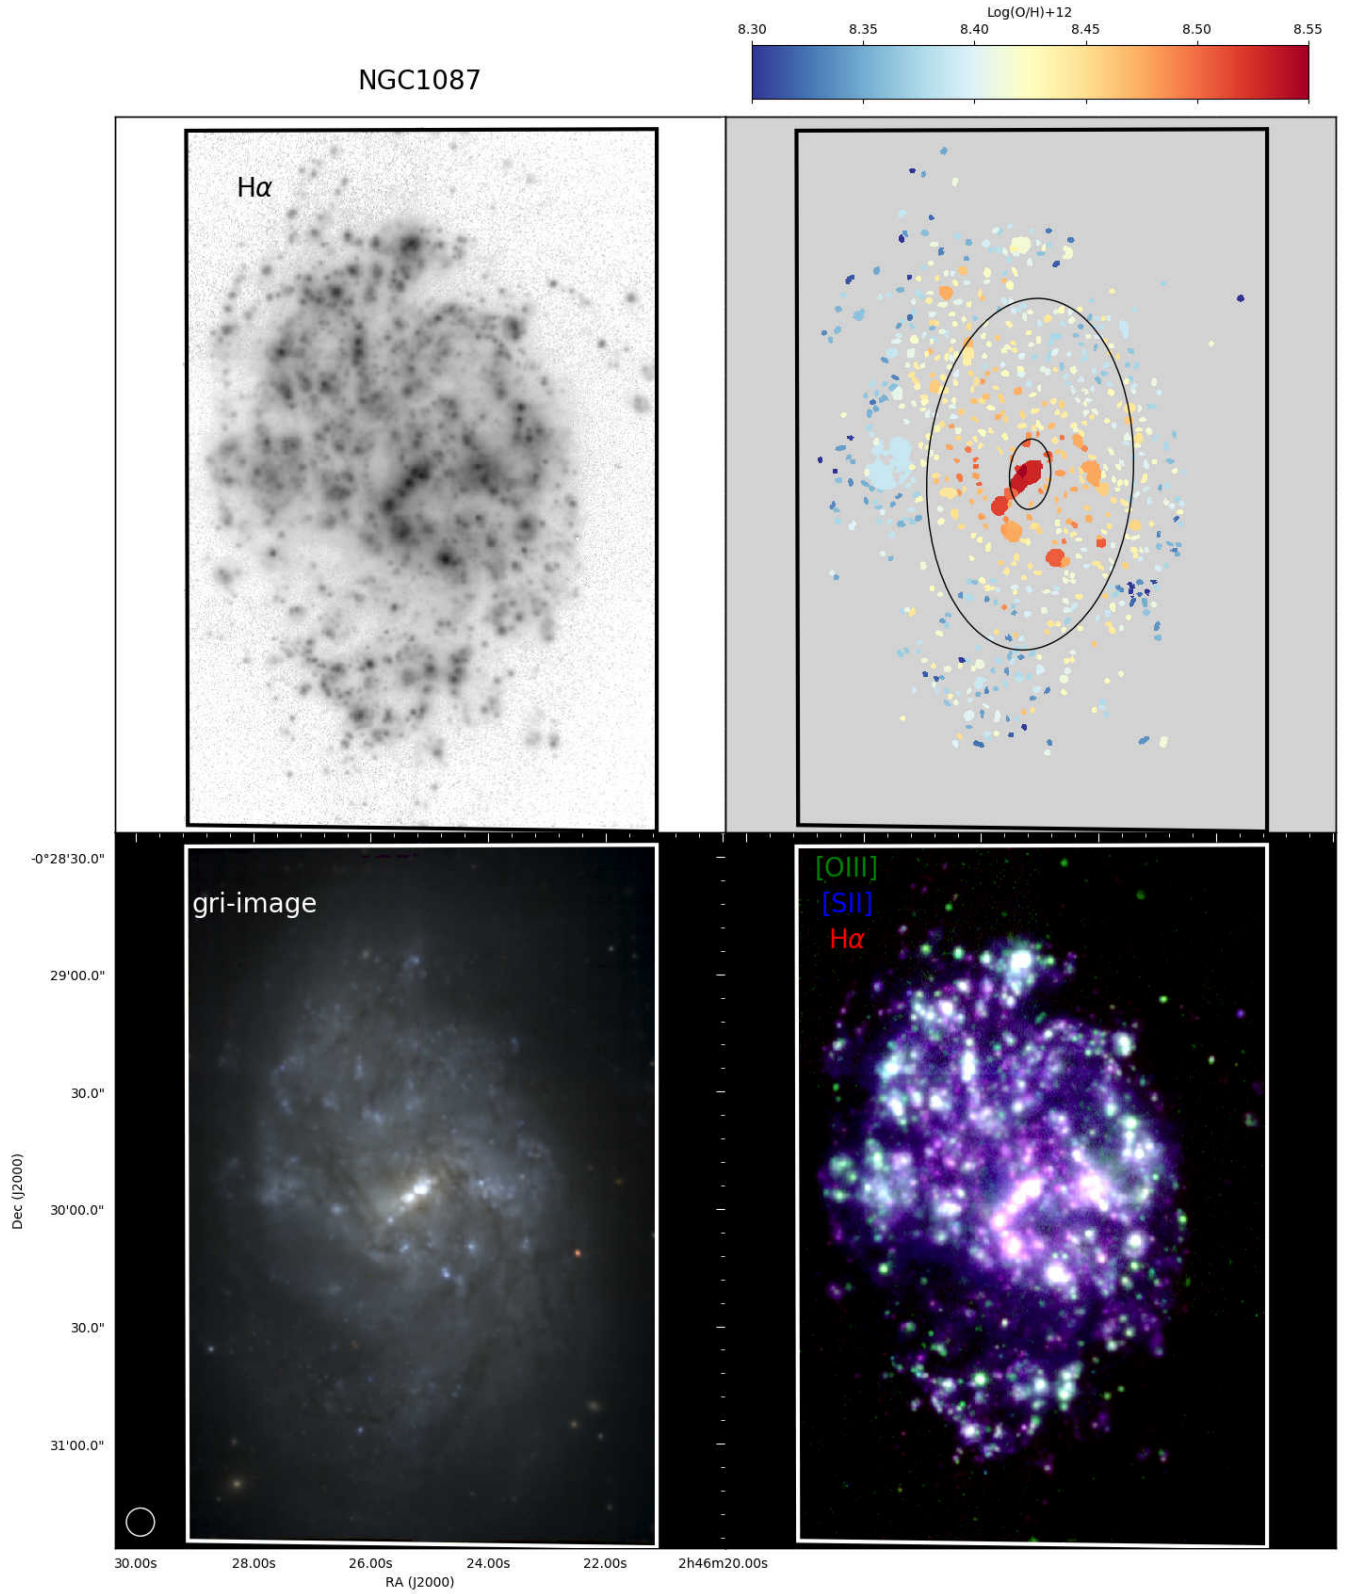 Log(O/H)+12
8.30 8.35 8.40 8.45 8.50 8.55
NGC1087
Hα
-0°28'30.0"
29'00.0"
30.0"
30'00.0"
30.0"
31'00.0"
Dec (J2000)
gri-image
[OIII]
[SII]
Hα
30.00s 28.00s 26.00s 24.00s 22.00s 2h46m20.00s
RA (J2000)